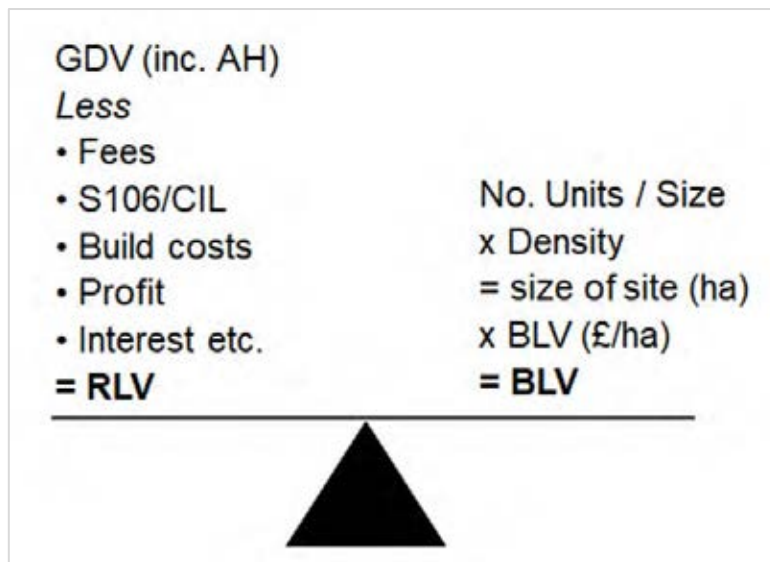 GDV (inc. AH)
Less
• Fees
• S106/CIL
• Build costs
• Profit
• Interest etc.
= RLV
No. Units / Size
x Density
= size of site (ha)
x BLV (£/ha)
= BLV